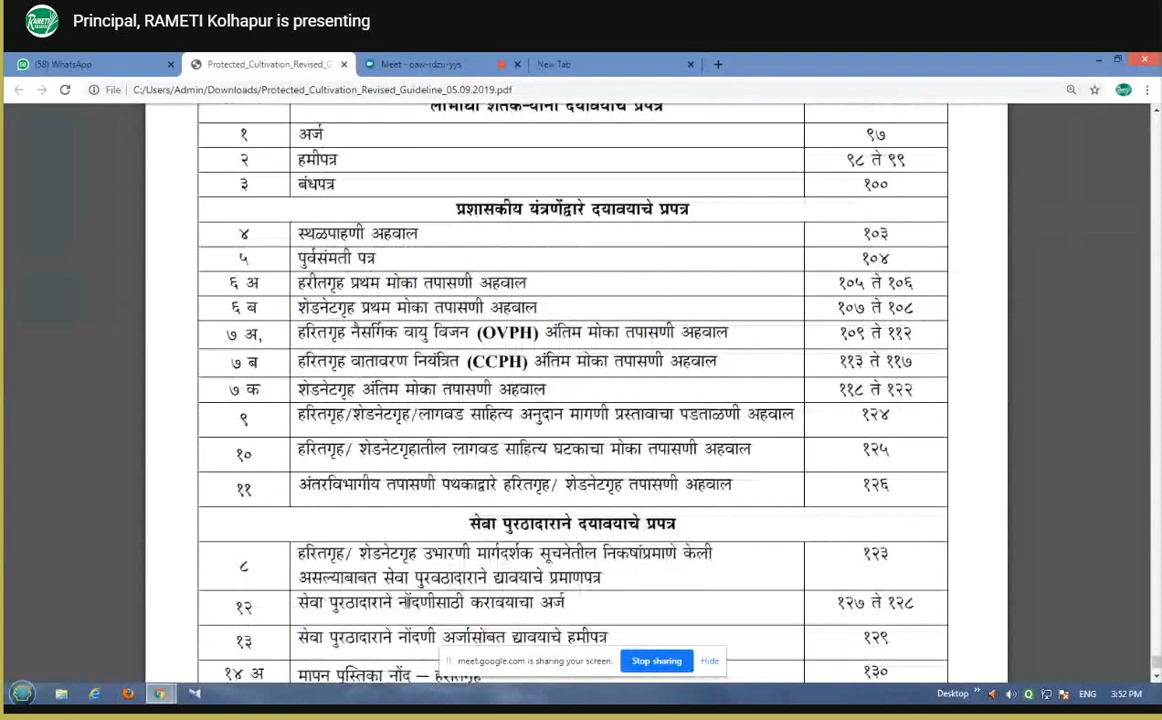 Principal, RAMETI Kolhapur is presenting
(58) WhatsApp
Protected_Cultivation_Revised_G
Meet - oaw-rdzu-yys
New Tab
File C:/Users/Admin/Downloads/Protected_Cultivation_Revised_Guideline_05.09.2019.pdf
लाभार्थी शेतकऱ्यांनी दयावयाचे प्रपत्र
१ अर्ज ९७
२ हमीपत्र ९८ ते ९९
३ बंधपत्र १००
प्रशासकीय यंत्रणेंद्वारे दयावयाचे प्रपत्र
४ स्थळपाहणी अहवाल १०३
५ पुर्वसंमती पत्र १०४
६ अ हरीतगृह प्रथम मोका तपासणी अहवाल १०५ ते १०६
६ ब शेडनेटगृह प्रथम मोका तपासणी अहवाल १०७ ते १०८
७ अ, हरितगृह नैसर्गिक वायु विजन (OVPH) अंतिम मोका तपासणी अहवाल १०९ ते ११२
७ ब हरितगृह वातावरण नियंत्रित (CCPH) अंतिम मोका तपासणी अहवाल ११३ ते ११७
७ क शेडनेटगृह अंतिम मोका तपासणी अहवाल ११८ ते १२२
९ हरितगृह/शेडनेटगृह/लागवड साहित्य अनुदान मागणी प्रस्तावाचा पडताळणी अहवाल १२४
१० हरितगृह/ शेडनेटगृहातील लागवड साहित्य घटकाचा मोका तपासणी अहवाल १२५
११ अंतरविभागीय तपासणी पथकाद्वारे हरितगृह/ शेडनेटगृह तपासणी अहवाल १२६
सेवा पुरठादाराने दयावयाचे प्रपत्र
८ हरितगृह/ शेडनेटगृह उभारणी मार्गदर्शक सूचनेतील निकषांप्रमाणे केली १२३
असल्याबाबत सेवा पुरवठादाराने द्यावयाचे प्रमाणपत्र
१२ सेवा पुरठादाराने नोंदणीसाठी करावयाचा अर्ज १२७ ते १२८
१३ सेवा पुरठादाराने नोंदणी अर्जासोबत द्यावयाचे हमीपत्र १२९
meet.google.com is sharing your screen. Stop sharing Hide
१४ अ मापन पुस्तिका नोंद – हरितगृह १३०
Desktop ENG 3:52 PM